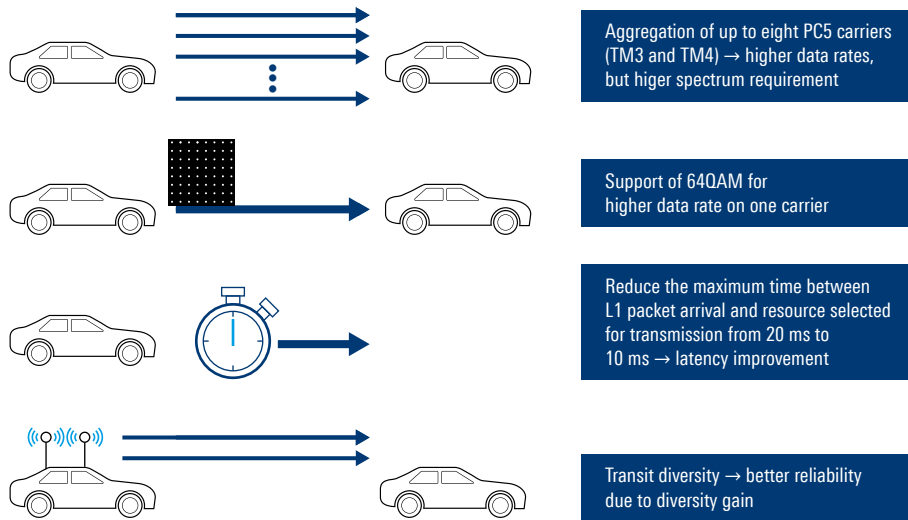 Aggregation of up to eight PC5 carriers
(TM3 and TM4) → higher data rates,
but higer spectrum requirement
Support of 64QAM for
higher data rate on one carrier
Reduce the maximum time between
L1 packet arrival and resource selected
for transmission from 20 ms to
10 ms → latency improvement
Transit diversity → better reliability
due to diversity gain